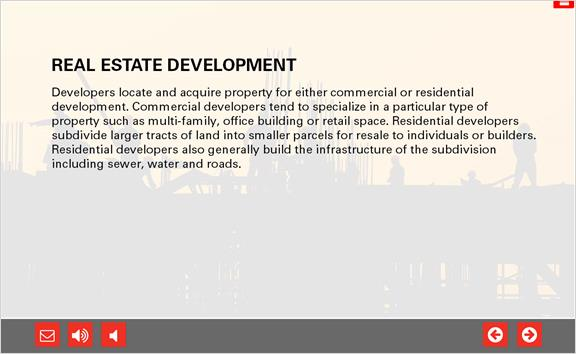 REAL ESTATE DEVELOPMENT
Developers locate and acquire property for either commercial or residential
development. Commercial developers tend to specialize in a particular type of
property such as multi-family, office building or retail space. Residential developers
subdivide larger tracts of land into smaller parcels for resale to individuals or builders.
Residential developers also generally build the infrastructure of the subdivision
including sewer, water and roads.